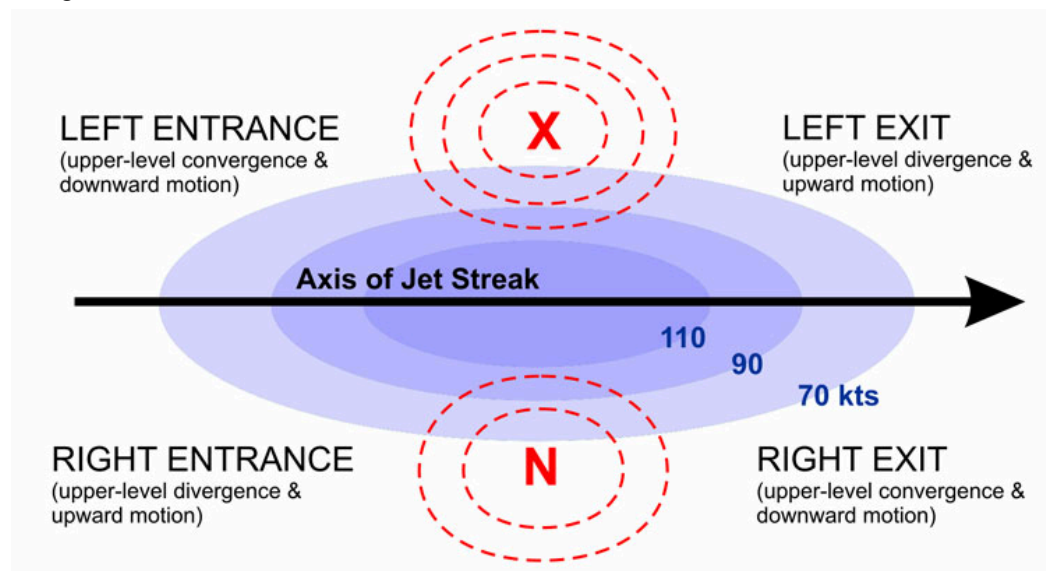 X
LEFT ENTRANCE
(upper-level convergence &
downward motion)
LEFT EXIT
(upper-level divergence &
upward motion)
Axis of Jet Streak
110
90
70 kts
RIGHT ENTRANCE
(upper-level divergence &
upward motion)
N
RIGHT EXIT
(upper-level convergence &
downward motion)